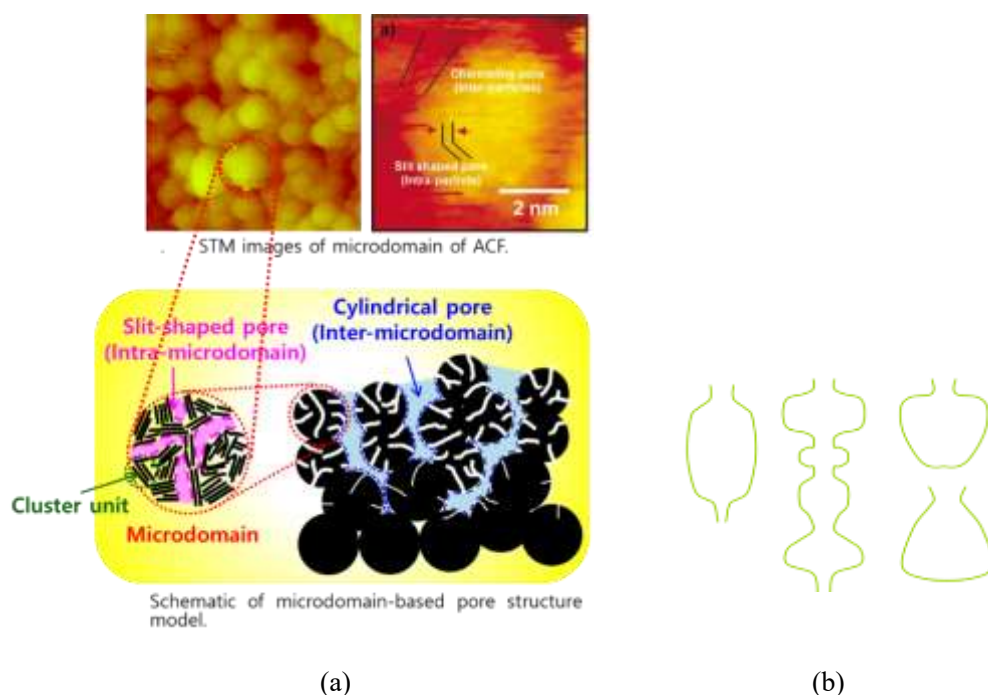 a)
Channeling pore
(Inter-particles)
Slit shaped pore
(Intra-particle)
2 nm
. STM images of microdomain of ACF.
Cylindrical pore
(Inter-microdomain)
Slit-shaped pore
(Intra-microdomain)
Cluster unit
Microdomain
Schematic of microdomain-based pore structure
model.
(a) (b)